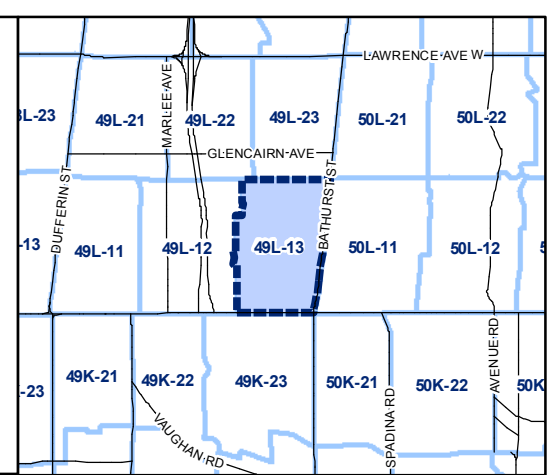 LAWRENCE AVE W
L-23
49L-21
MARLEE AVE
49L-22
49L-23
50L-21
50L-22
GLENCAIRN AVE
DUFFERIN ST
BATHURST ST
-13
49L-11
49L-12
49L-13
50L-11
50L-12
5
-23
49K-21
49K-22
49K-23
50K-21
50K-22
50K
AVENUE RD
VAUGHAN RD
SPADINA RD